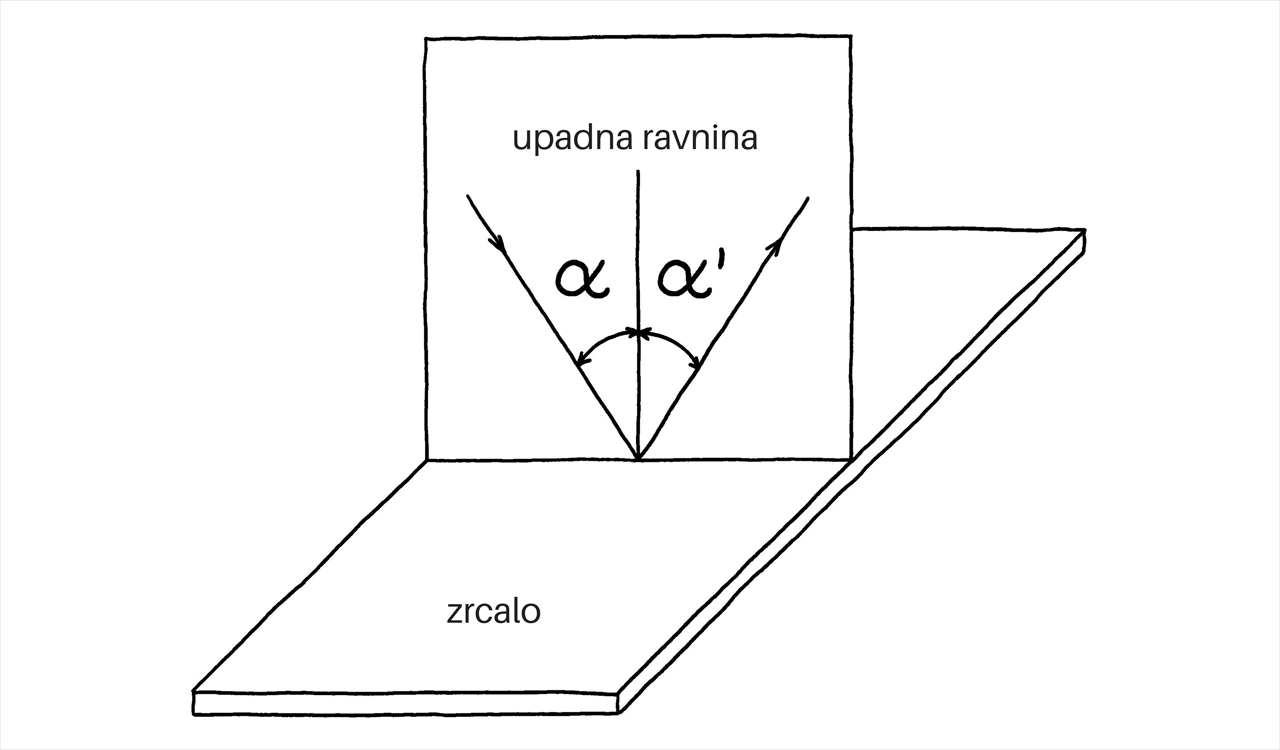 upadna ravnina
α α'
zrcalo